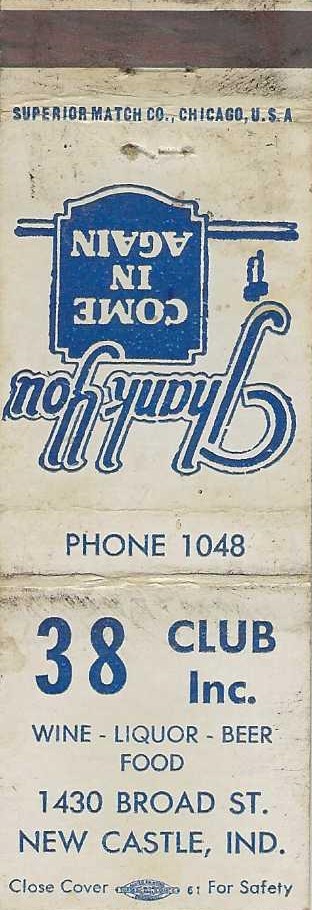 SUPERIOR MATCH CO., CHICAGO, U.S.A
Thank You
COME
IN
AGAIN
PHONE 1048
38 CLUB
Inc.
WINE - LIQUOR - BEER
FOOD
1430 BROAD ST.
NEW CASTLE, IND.
Close Cover 61 For Safety